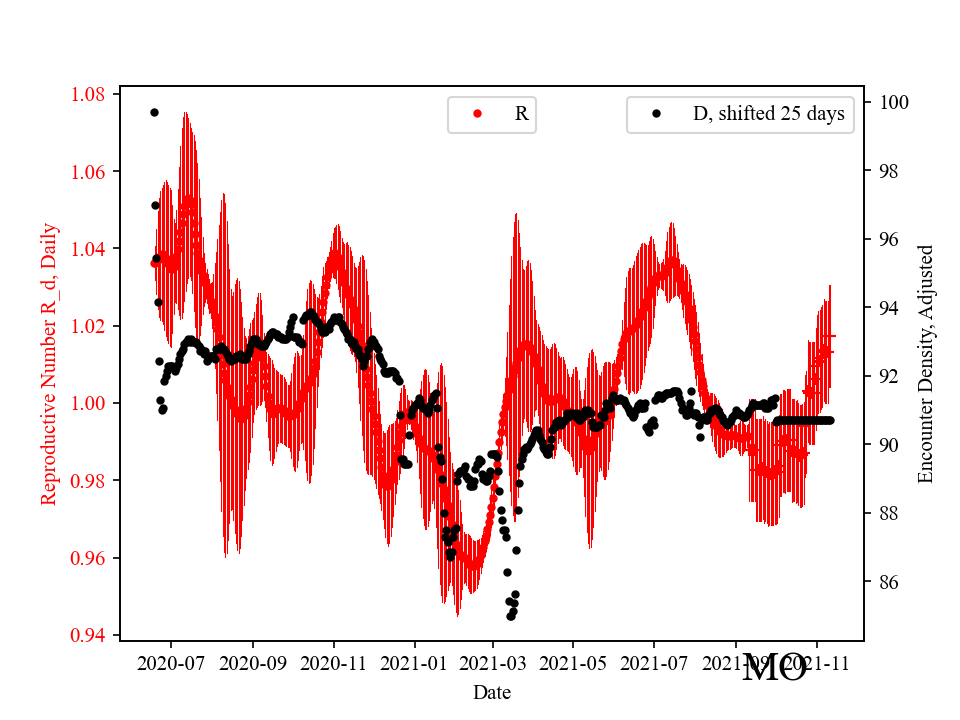 R
D, shifted 25 days
1.08
1.06
1.04
1.02
1.00
0.98
0.96
0.94
Reproductive Number R_d, Daily
100
98
96
94
92
90
88
86
Encounter Density, Adjusted
2020-07 2020-09 2020-11 2021-01 2021-03 2021-05 2021-07 2021-09 2021-11
MO
Date